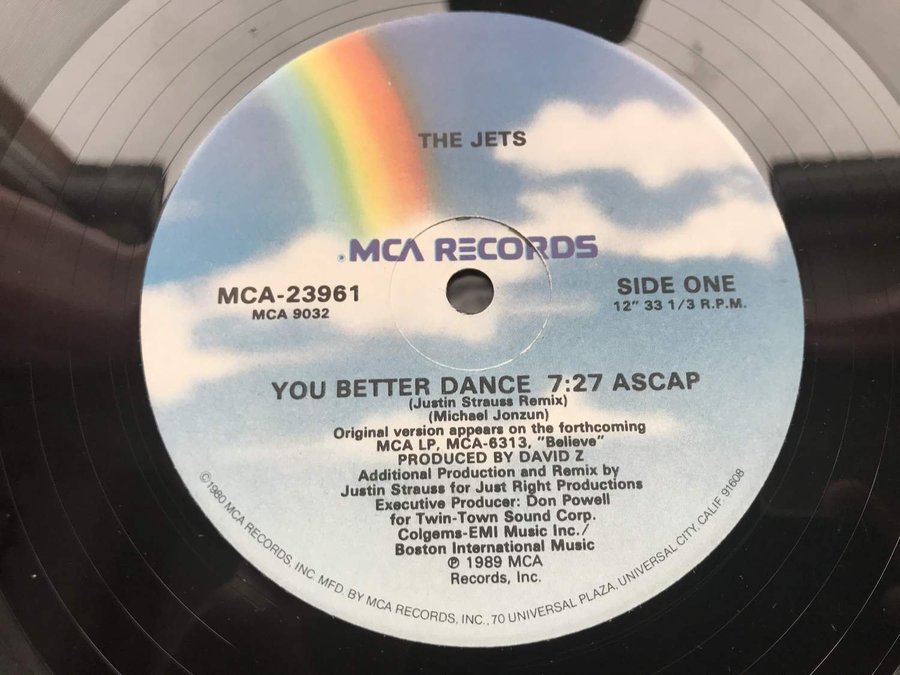 THE JETS
.MCA RECORDS
MCA-23961
MCA 9032
SIDE ONE
12" 33 1/3 R.P.M.
YOU BETTER DANCE 7:27 ASCAP
(Justin Strauss Remix)
(Michael Jonzun)
Original version appears on the forthcoming
MCA LP, MCA-6313, "Believe"
PRODUCED BY DAVID Z
Additional Production and Remix by
Justin Strauss for Just Right Productions
Executive Producer: Don Powell
for Twin-Town Sound Corp.
Colgems-EMI Music Inc./
Boston International Music
℗ 1989 MCA
Records, Inc.
©1980 MCA RECORDS, INC. MFD. BY MCA RECORDS, INC., 70 UNIVERSAL PLAZA, UNIVERSAL CITY, CALIF. 91608